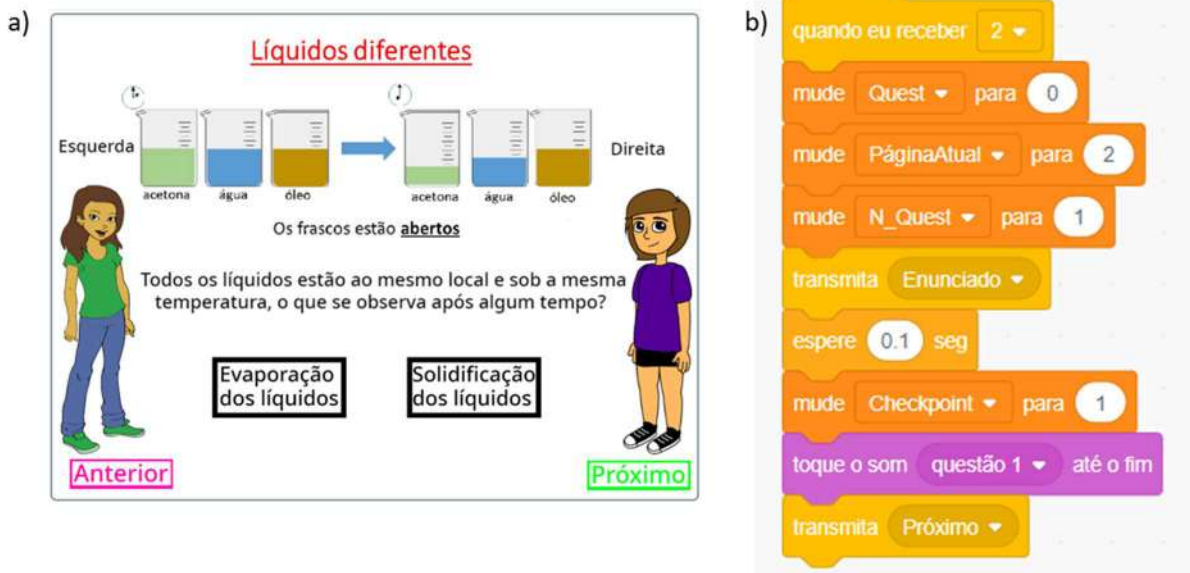 a)
Líquidos diferentes
Esquerda
Direita
acetona água óleo
acetona água óleo
Os frascos estão abertos
Todos os líquidos estão ao mesmo local e sob a mesma
temperatura, o que se observa após algum tempo?
Evaporação
dos líquidos
Solidificação
dos líquidos
Anterior
Próximo
b)
quando eu receber 2
mude Quest para 0
mude PáginaAtual para 2
mude N_Quest para 1
transmita Enunciado
espere 0.1 seg
mude Checkpoint para 1
toque o som questão 1 até o fim
transmita Próximo